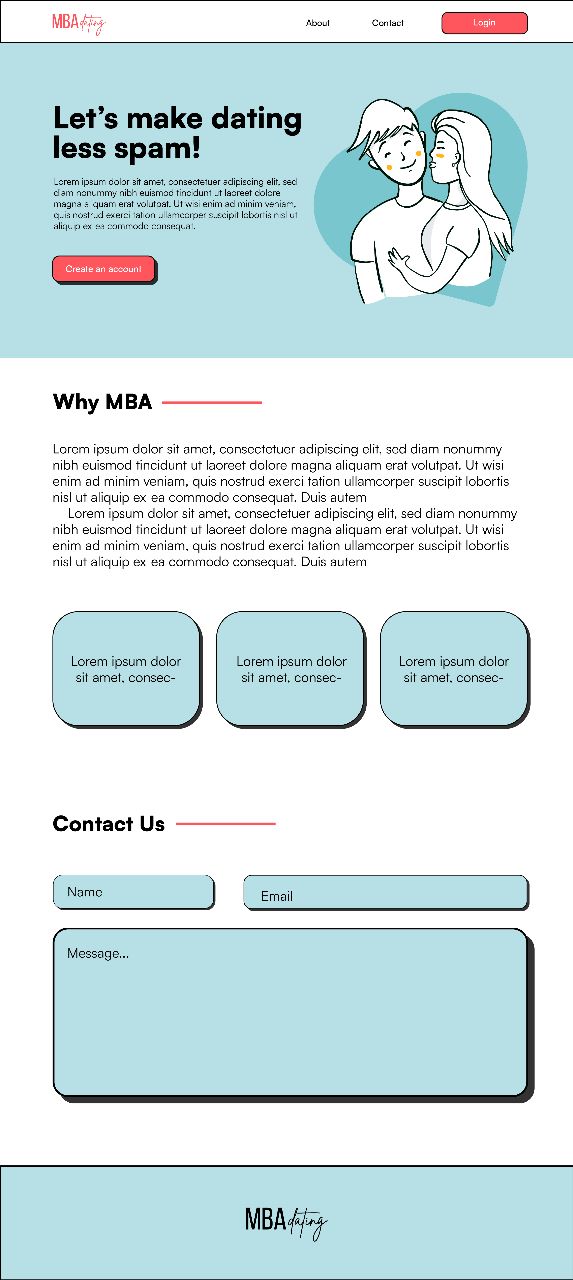 MBA dating
About
Contact
Login
Let's make dating
less spam!
Lorem ipsum dolor sit amet, consectetuer adipiscing elit, sed
diam nonummy nibh euismod tincidunt ut laoreet dolore
magna aliquam erat volutpat. Ut wisi enim ad minim veniam,
quis nostrud exerci tation ullamcorper suscipit lobortis nisl ut
aliquip ex ea commodo consequat.
Create an account
Why MBA
Lorem ipsum dolor sit amet, consectetuer adipiscing elit, sed diam nonummy
nibh euismod tincidunt ut laoreet dolore magna aliquam erat volutpat. Ut wisi
enim ad minim veniam, quis nostrud exerci tation ullamcorper suscipit lobortis
nisl ut aliquip ex ea commodo consequat. Duis autem
Lorem ipsum dolor sit amet, consectetuer adipiscing elit, sed diam nonummy
nibh euismod tincidunt ut laoreet dolore magna aliquam erat volutpat. Ut wisi
enim ad minim veniam, quis nostrud exerci tation ullamcorper suscipit lobortis
nisl ut aliquip ex ea commodo consequat. Duis autem
Lorem ipsum dolor
sit amet, consec-
Lorem ipsum dolor
sit amet, consec-
Lorem ipsum dolor
sit amet, consec-
Contact Us
Name
Email
Message...
MBA dating